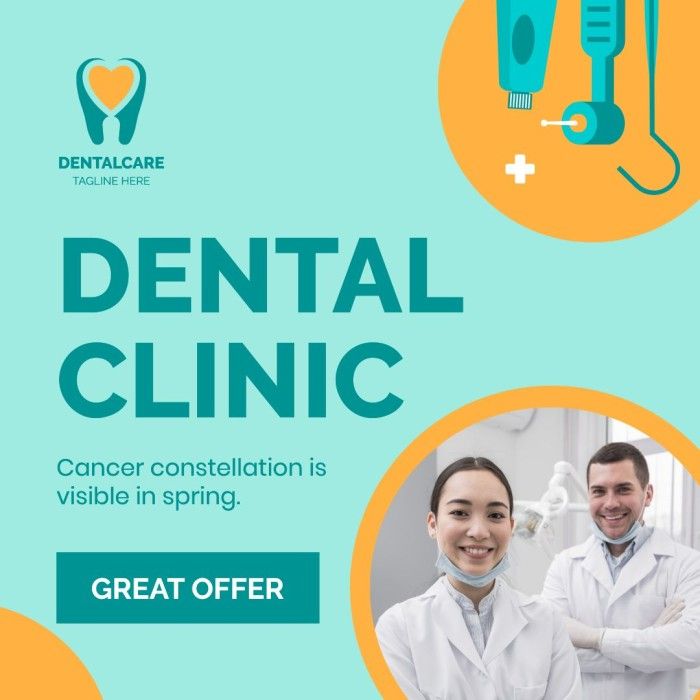 DENTALCARE
TAGLINE HERE
DENTAL
CLINIC
Cancer constellation is
visible in spring.
GREAT OFFER